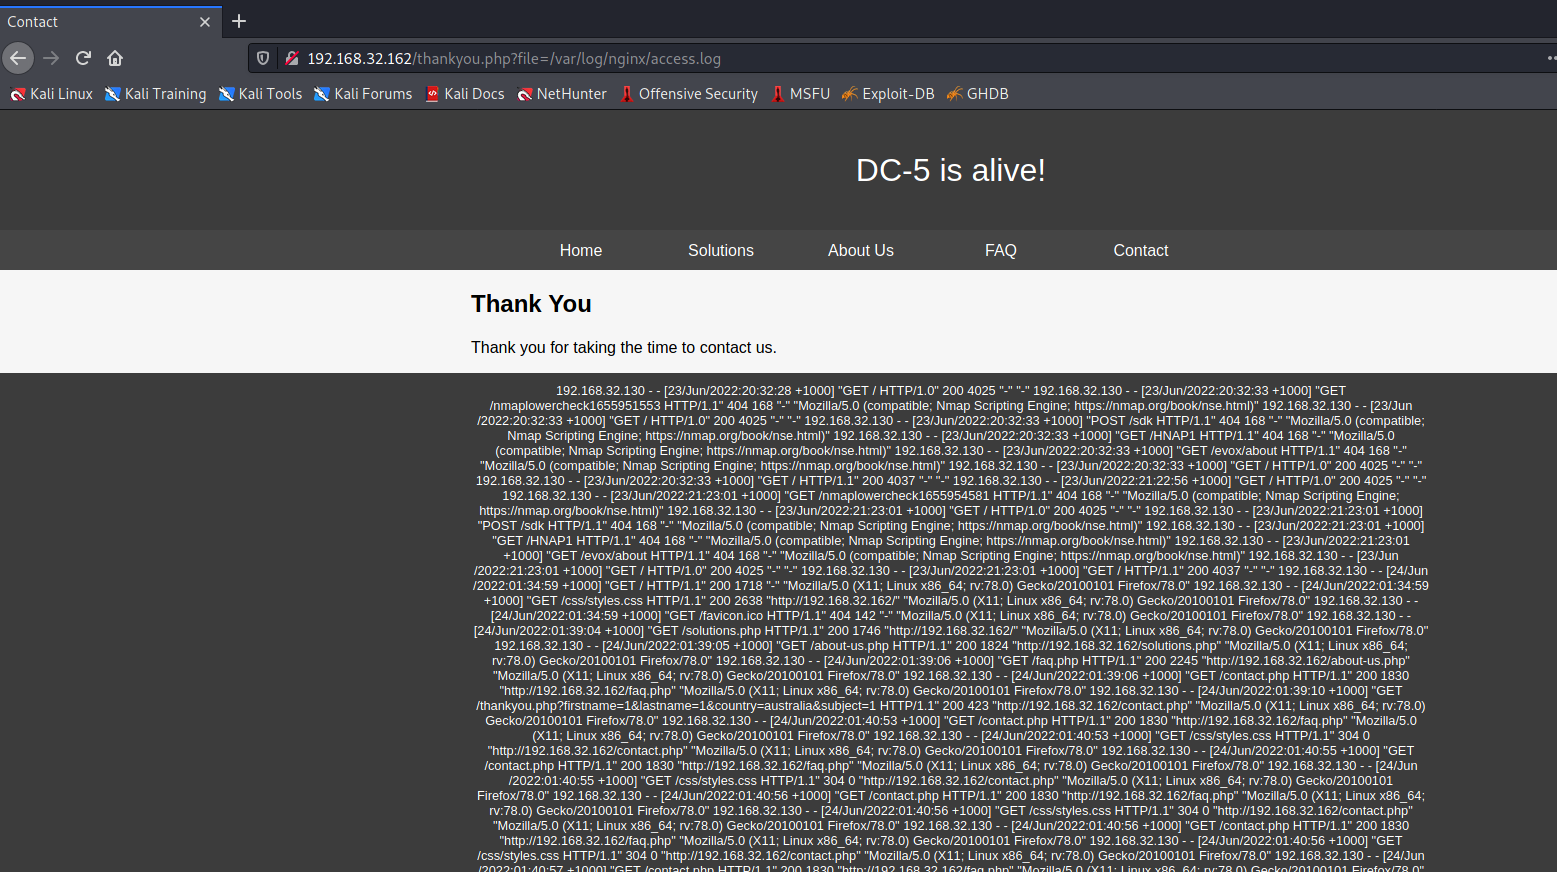 Contact
192.168.32.162/thankyou.php?file=/var/log/nginx/access.log
Kali Linux Kali Training Kali Tools Kali Forums Kali Docs NetHunter Offensive Security MSFU Exploit-DB GHDB
DC-5 is alive!
Home Solutions About Us FAQ Contact
Thank You
Thank you for taking the time to contact us.
192.168.32.130 - - [23/Jun/2022:20:32:28 +1000] "GET / HTTP/1.0" 200 4025 "-" "-" 192.168.32.130 - - [23/Jun/2022:20:32:33 +1000] "GET
/nmaplowercheck1655951553 HTTP/1.1" 404 168 "-" "Mozilla/5.0 (compatible; Nmap Scripting Engine; https://nmap.org/book/nse.html)" 192.168.32.130 - - [23/Jun
/2022:20:32:33 +1000] "GET / HTTP/1.0" 200 4025 "-" "-" 192.168.32.130 - - [23/Jun/2022:20:32:33 +1000] "POST /sdk HTTP/1.1" 404 168 "-" "Mozilla/5.0 (compatible;
Nmap Scripting Engine; https://nmap.org/book/nse.html)" 192.168.32.130 - - [23/Jun/2022:20:32:33 +1000] "GET /HNAP1 HTTP/1.1" 404 168 "-" "Mozilla/5.0
(compatible; Nmap Scripting Engine; https://nmap.org/book/nse.html)" 192.168.32.130 - - [23/Jun/2022:20:32:33 +1000] "GET /evox/about HTTP/1.1" 404 168 "-"
"Mozilla/5.0 (compatible; Nmap Scripting Engine; https://nmap.org/book/nse.html)" 192.168.32.130 - - [23/Jun/2022:20:32:33 +1000] "GET / HTTP/1.0" 200 4025 "-" "-"
192.168.32.130 - - [23/Jun/2022:20:32:33 +1000] "GET / HTTP/1.1" 200 4037 "-" "-" 192.168.32.130 - - [23/Jun/2022:21:22:56 +1000] "GET / HTTP/1.0" 200 4025 "-" "-"
192.168.32.130 - - [23/Jun/2022:21:23:01 +1000] "GET /nmaplowercheck1655954581 HTTP/1.1" 404 168 "-" "Mozilla/5.0 (compatible; Nmap Scripting Engine;
https://nmap.org/book/nse.html)" 192.168.32.130 - - [23/Jun/2022:21:23:01 +1000] "GET / HTTP/1.0" 200 4025 "-" "-" 192.168.32.130 - - [23/Jun/2022:21:23:01 +1000]
"POST /sdk HTTP/1.1" 404 168 "-" "Mozilla/5.0 (compatible; Nmap Scripting Engine; https://nmap.org/book/nse.html)" 192.168.32.130 - - [23/Jun/2022:21:23:01 +1000]
"GET /HNAP1 HTTP/1.1" 404 168 "-" "Mozilla/5.0 (compatible; Nmap Scripting Engine; https://nmap.org/book/nse.html)" 192.168.32.130 - - [23/Jun/2022:21:23:01
+1000] "GET /evox/about HTTP/1.1" 404 168 "-" "Mozilla/5.0 (compatible; Nmap Scripting Engine; https://nmap.org/book/nse.html)" 192.168.32.130 - - [23/Jun
/2022:21:23:01 +1000] "GET / HTTP/1.0" 200 4025 "-" "-" 192.168.32.130 - - [23/Jun/2022:21:23:01 +1000] "GET / HTTP/1.1" 200 4037 "-" "-" 192.168.32.130 - - [24/Jun
/2022:01:34:59 +1000] "GET / HTTP/1.1" 200 1718 "-" "Mozilla/5.0 (X11; Linux x86_64; rv:78.0) Gecko/20100101 Firefox/78.0" 192.168.32.130 - - [24/Jun/2022:01:34:59
+1000] "GET /css/styles.css HTTP/1.1" 200 2638 "http://192.168.32.162/" "Mozilla/5.0 (X11; Linux x86_64; rv:78.0) Gecko/20100101 Firefox/78.0" 192.168.32.130 - -
[24/Jun/2022:01:34:59 +1000] "GET /favicon.ico HTTP/1.1" 404 142 "-" "Mozilla/5.0 (X11; Linux x86_64; rv:78.0) Gecko/20100101 Firefox/78.0" 192.168.32.130 - -
[24/Jun/2022:01:39:04 +1000] "GET /solutions.php HTTP/1.1" 200 1746 "http://192.168.32.162/" "Mozilla/5.0 (X11; Linux x86_64; rv:78.0) Gecko/20100101 Firefox/78.0"
192.168.32.130 - - [24/Jun/2022:01:39:05 +1000] "GET /about-us.php HTTP/1.1" 200 1824 "http://192.168.32.162/solutions.php" "Mozilla/5.0 (X11; Linux x86_64;
rv:78.0) Gecko/20100101 Firefox/78.0" 192.168.32.130 - - [24/Jun/2022:01:39:06 +1000] "GET /faq.php HTTP/1.1" 200 2245 "http://192.168.32.162/about-us.php"
"Mozilla/5.0 (X11; Linux x86_64; rv:78.0) Gecko/20100101 Firefox/78.0" 192.168.32.130 - - [24/Jun/2022:01:39:06 +1000] "GET /contact.php HTTP/1.1" 200 1830
"http://192.168.32.162/faq.php" "Mozilla/5.0 (X11; Linux x86_64; rv:78.0) Gecko/20100101 Firefox/78.0" 192.168.32.130 - - [24/Jun/2022:01:39:10 +1000] "GET
/thankyou.php?firstname=1&lastname=1&country=australia&subject=1 HTTP/1.1" 200 423 "http://192.168.32.162/contact.php" "Mozilla/5.0 (X11; Linux x86_64; rv:78.0)
Gecko/20100101 Firefox/78.0" 192.168.32.130 - - [24/Jun/2022:01:40:53 +1000] "GET /contact.php HTTP/1.1" 200 1830 "http://192.168.32.162/faq.php" "Mozilla/5.0
(X11; Linux x86_64; rv:78.0) Gecko/20100101 Firefox/78.0" 192.168.32.130 - - [24/Jun/2022:01:40:53 +1000] "GET /css/styles.css HTTP/1.1" 304 0
"http://192.168.32.162/contact.php" "Mozilla/5.0 (X11; Linux x86_64; rv:78.0) Gecko/20100101 Firefox/78.0" 192.168.32.130 - - [24/Jun/2022:01:40:55 +1000] "GET
/contact.php HTTP/1.1" 200 1830 "http://192.168.32.162/faq.php" "Mozilla/5.0 (X11; Linux x86_64; rv:78.0) Gecko/20100101 Firefox/78.0" 192.168.32.130 - - [24/Jun
/2022:01:40:55 +1000] "GET /css/styles.css HTTP/1.1" 304 0 "http://192.168.32.162/contact.php" "Mozilla/5.0 (X11; Linux x86_64; rv:78.0) Gecko/20100101
Firefox/78.0" 192.168.32.130 - - [24/Jun/2022:01:40:56 +1000] "GET /contact.php HTTP/1.1" 200 1830 "http://192.168.32.162/faq.php" "Mozilla/5.0 (X11; Linux x86_64;
rv:78.0) Gecko/20100101 Firefox/78.0" 192.168.32.130 - - [24/Jun/2022:01:40:56 +1000] "GET /css/styles.css HTTP/1.1" 304 0 "http://192.168.32.162/contact.php"
"Mozilla/5.0 (X11; Linux x86_64; rv:78.0) Gecko/20100101 Firefox/78.0" 192.168.32.130 - - [24/Jun/2022:01:40:56 +1000] "GET /contact.php HTTP/1.1" 200 1830
"http://192.168.32.162/faq.php" "Mozilla/5.0 (X11; Linux x86_64; rv:78.0) Gecko/20100101 Firefox/78.0" 192.168.32.130 - - [24/Jun/2022:01:40:56 +1000] "GET
/css/styles.css HTTP/1.1" 304 0 "http://192.168.32.162/contact.php" "Mozilla/5.0 (X11; Linux x86_64; rv:78.0) Gecko/20100101 Firefox/78.0" 192.168.32.130 - - [24/Jun
/2022:01:40:57 +1000] "GET /contact.php HTTP/1.1" 200 1830 "http://192.168.32.162/faq.php" "Mozilla/5.0 (X11; Linux x86_64; rv:78.0) Gecko/20100101 Firefox/78.0"